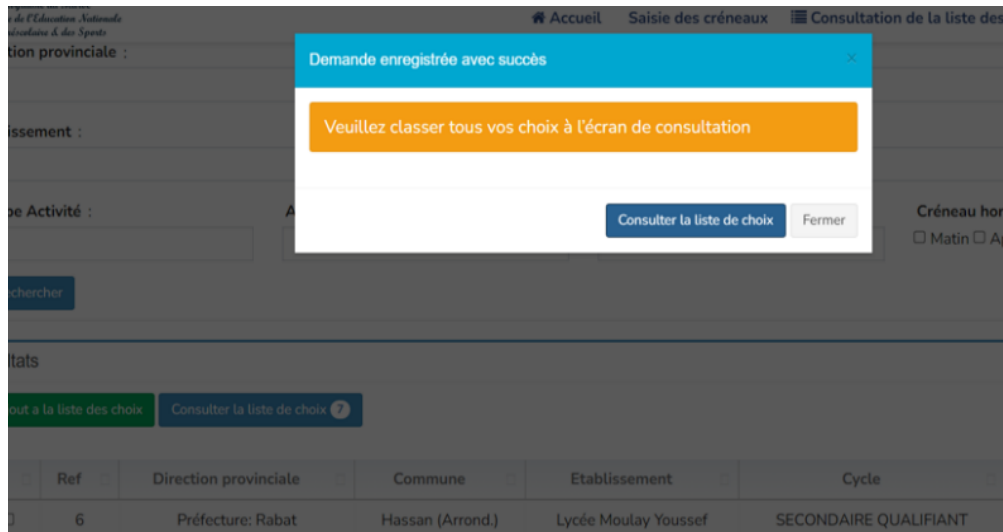 de l'Education Nationale
& des Sports
Accueil Saisie des créneaux Consultation de la liste des
tion provinciale :
Demande enregistrée avec succès ×
Veuillez classer tous vos choix à l'écran de consultation
issement :
Consulter la liste de choix Fermer
pe Activité : A Créneau hor
Matin A
echercher
ltats
out a la liste des choix Consulter la liste de choix 7
Ref Direction provinciale Commune Etablissement Cycle
6 Préfecture: Rabat Hassan (Arrond.) Lycée Moulay Youssef SECONDAIRE QUALIFIANT